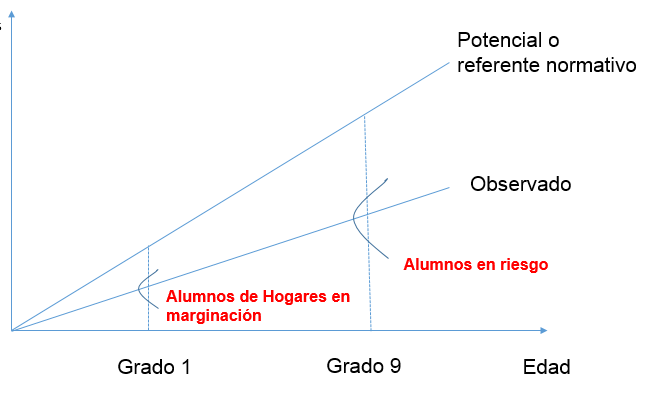 Potencial o
referente normativo
Observado
Alumnos en riesgo
Alumnos de Hogares en
marginación
Grado 1
Grado 9
Edad